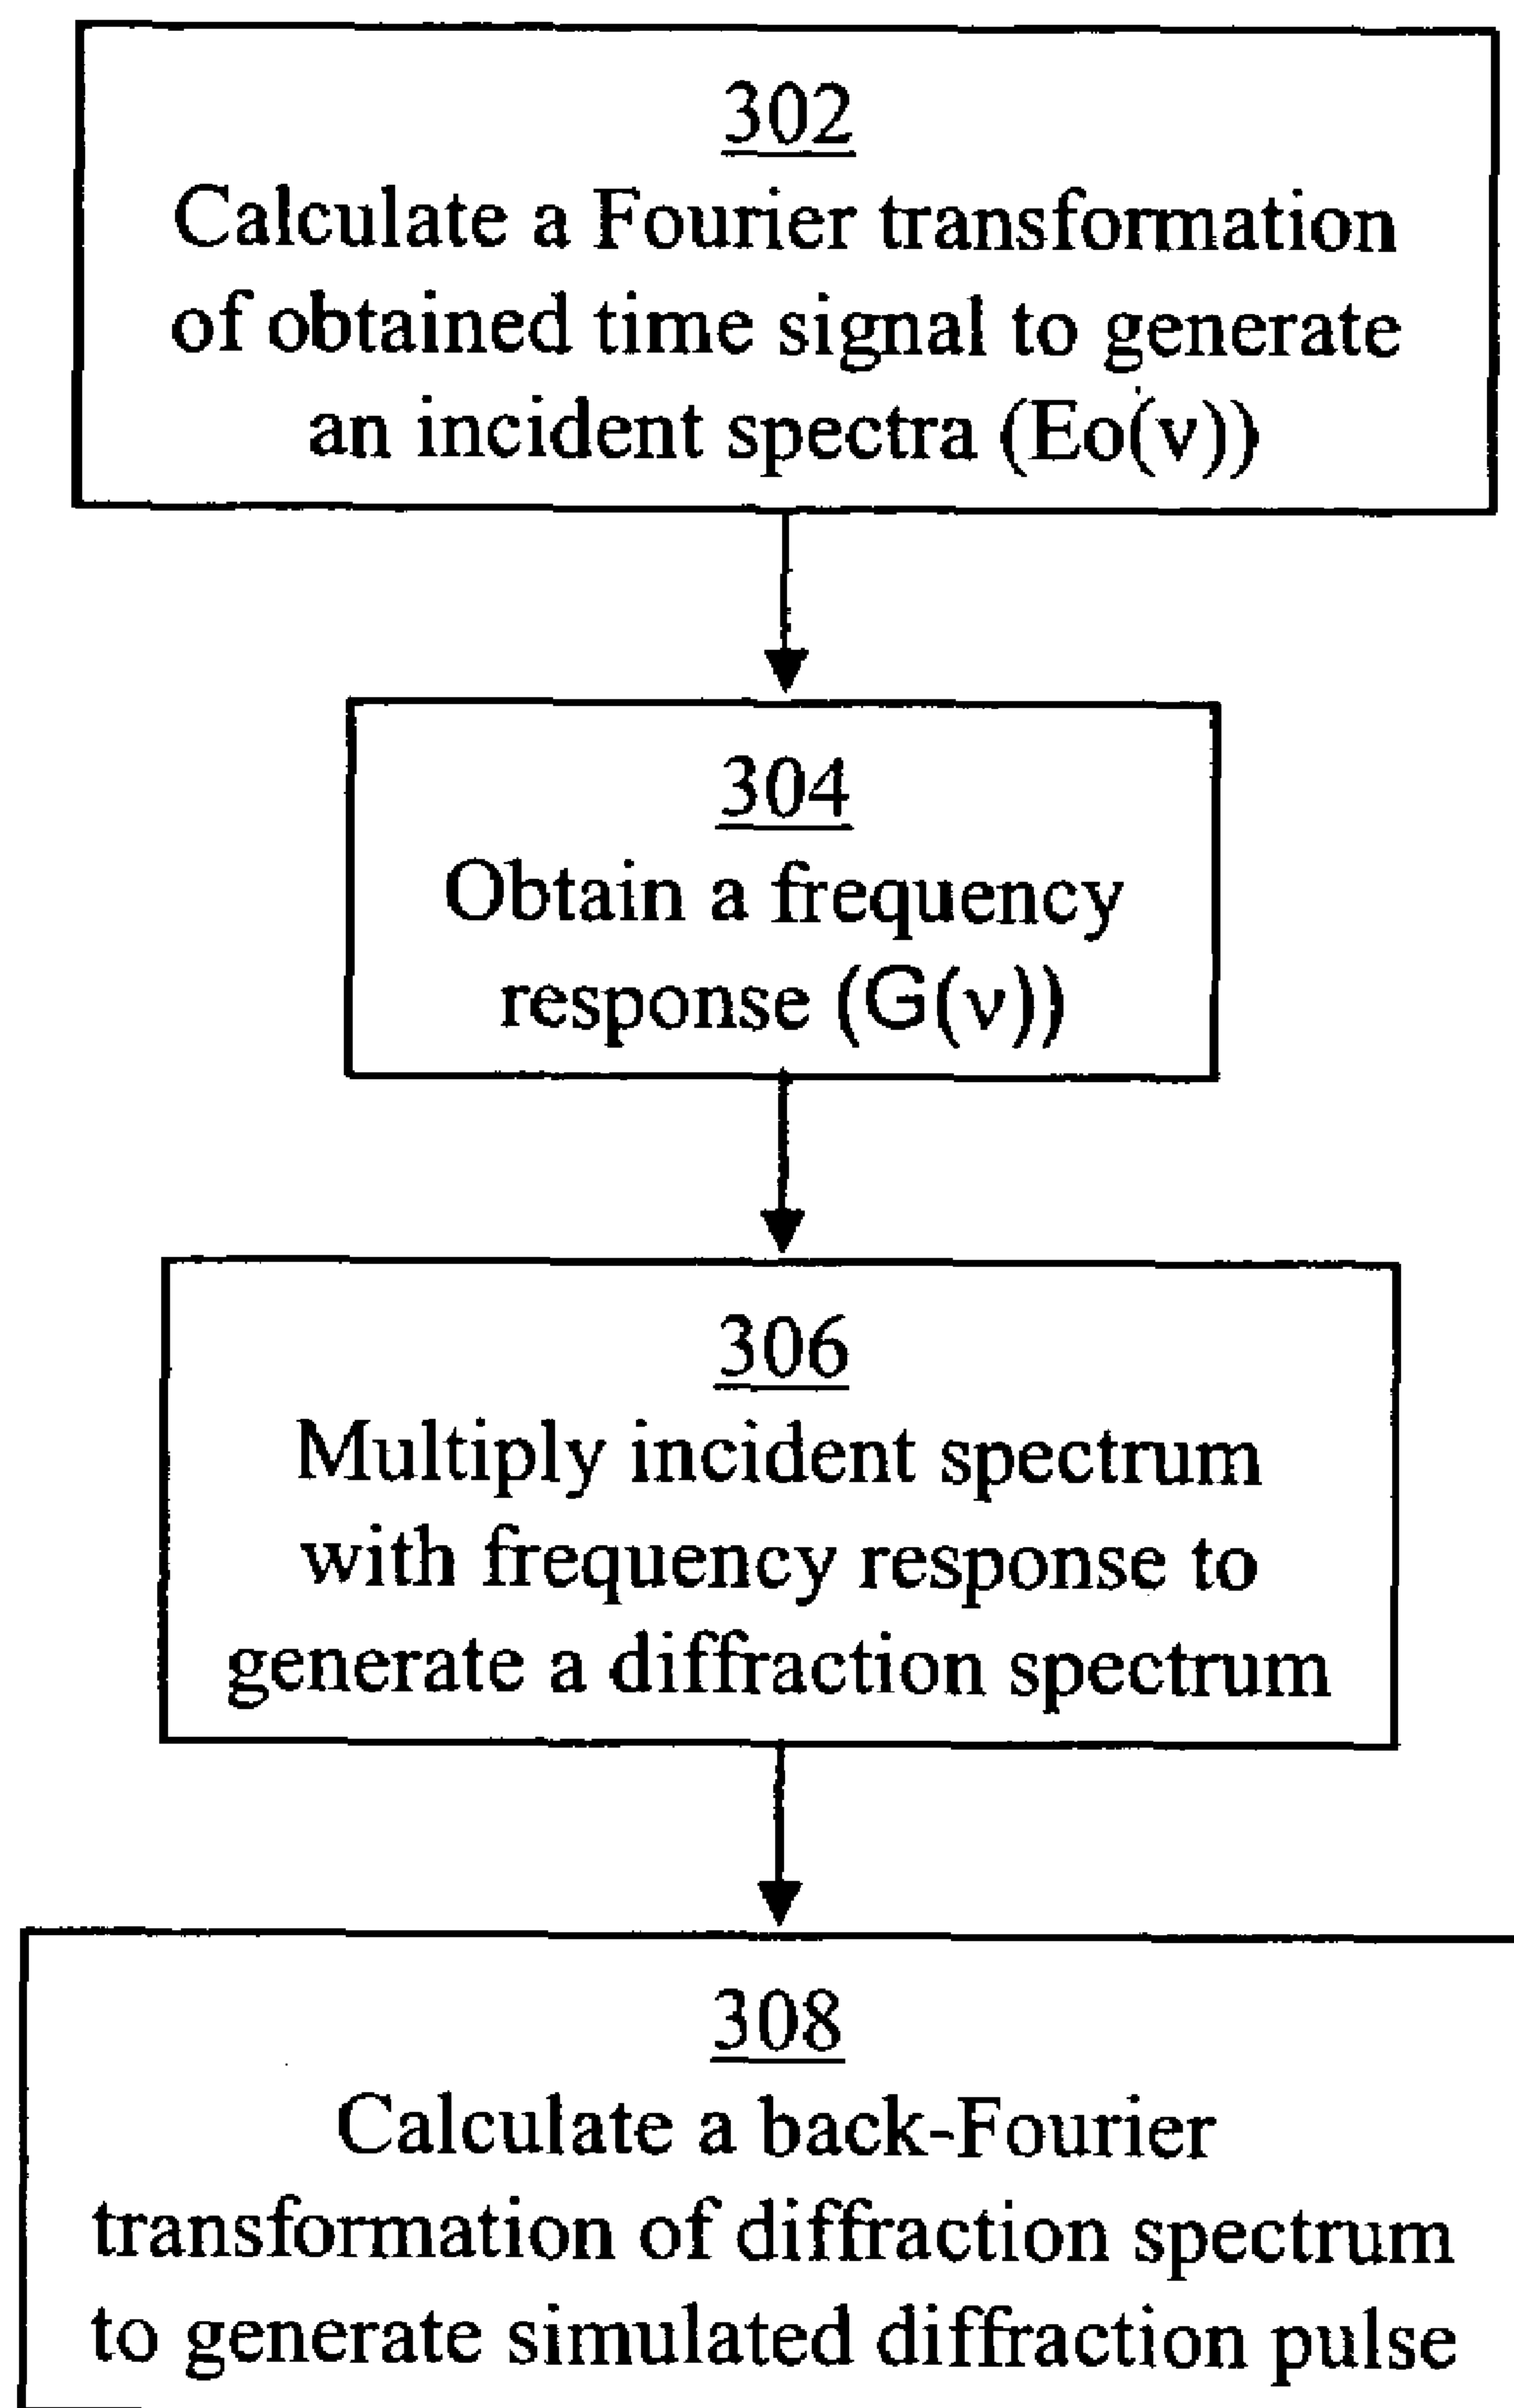 302
Calculate a Fourier transformation
of obtained time signal to generate
an incident spectra (Eo(ν))
304
Obtain a frequency
response (G(ν))
306
Multiply incident spectrum
with frequency response to
generate a diffraction spectrum
308
Calculate a back-Fourier
transformation of diffraction spectrum
to generate simulated diffraction pulse